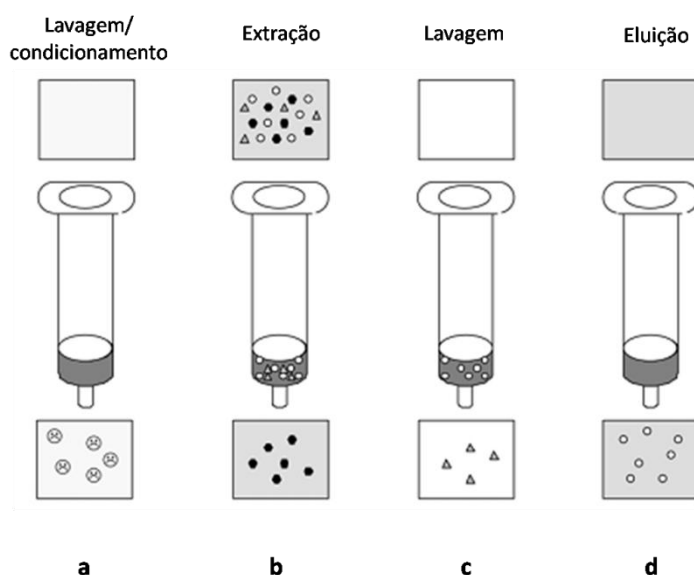 Lavagem/
condicionamento
Extração
Lavagem
Eluição
a
b
c
d